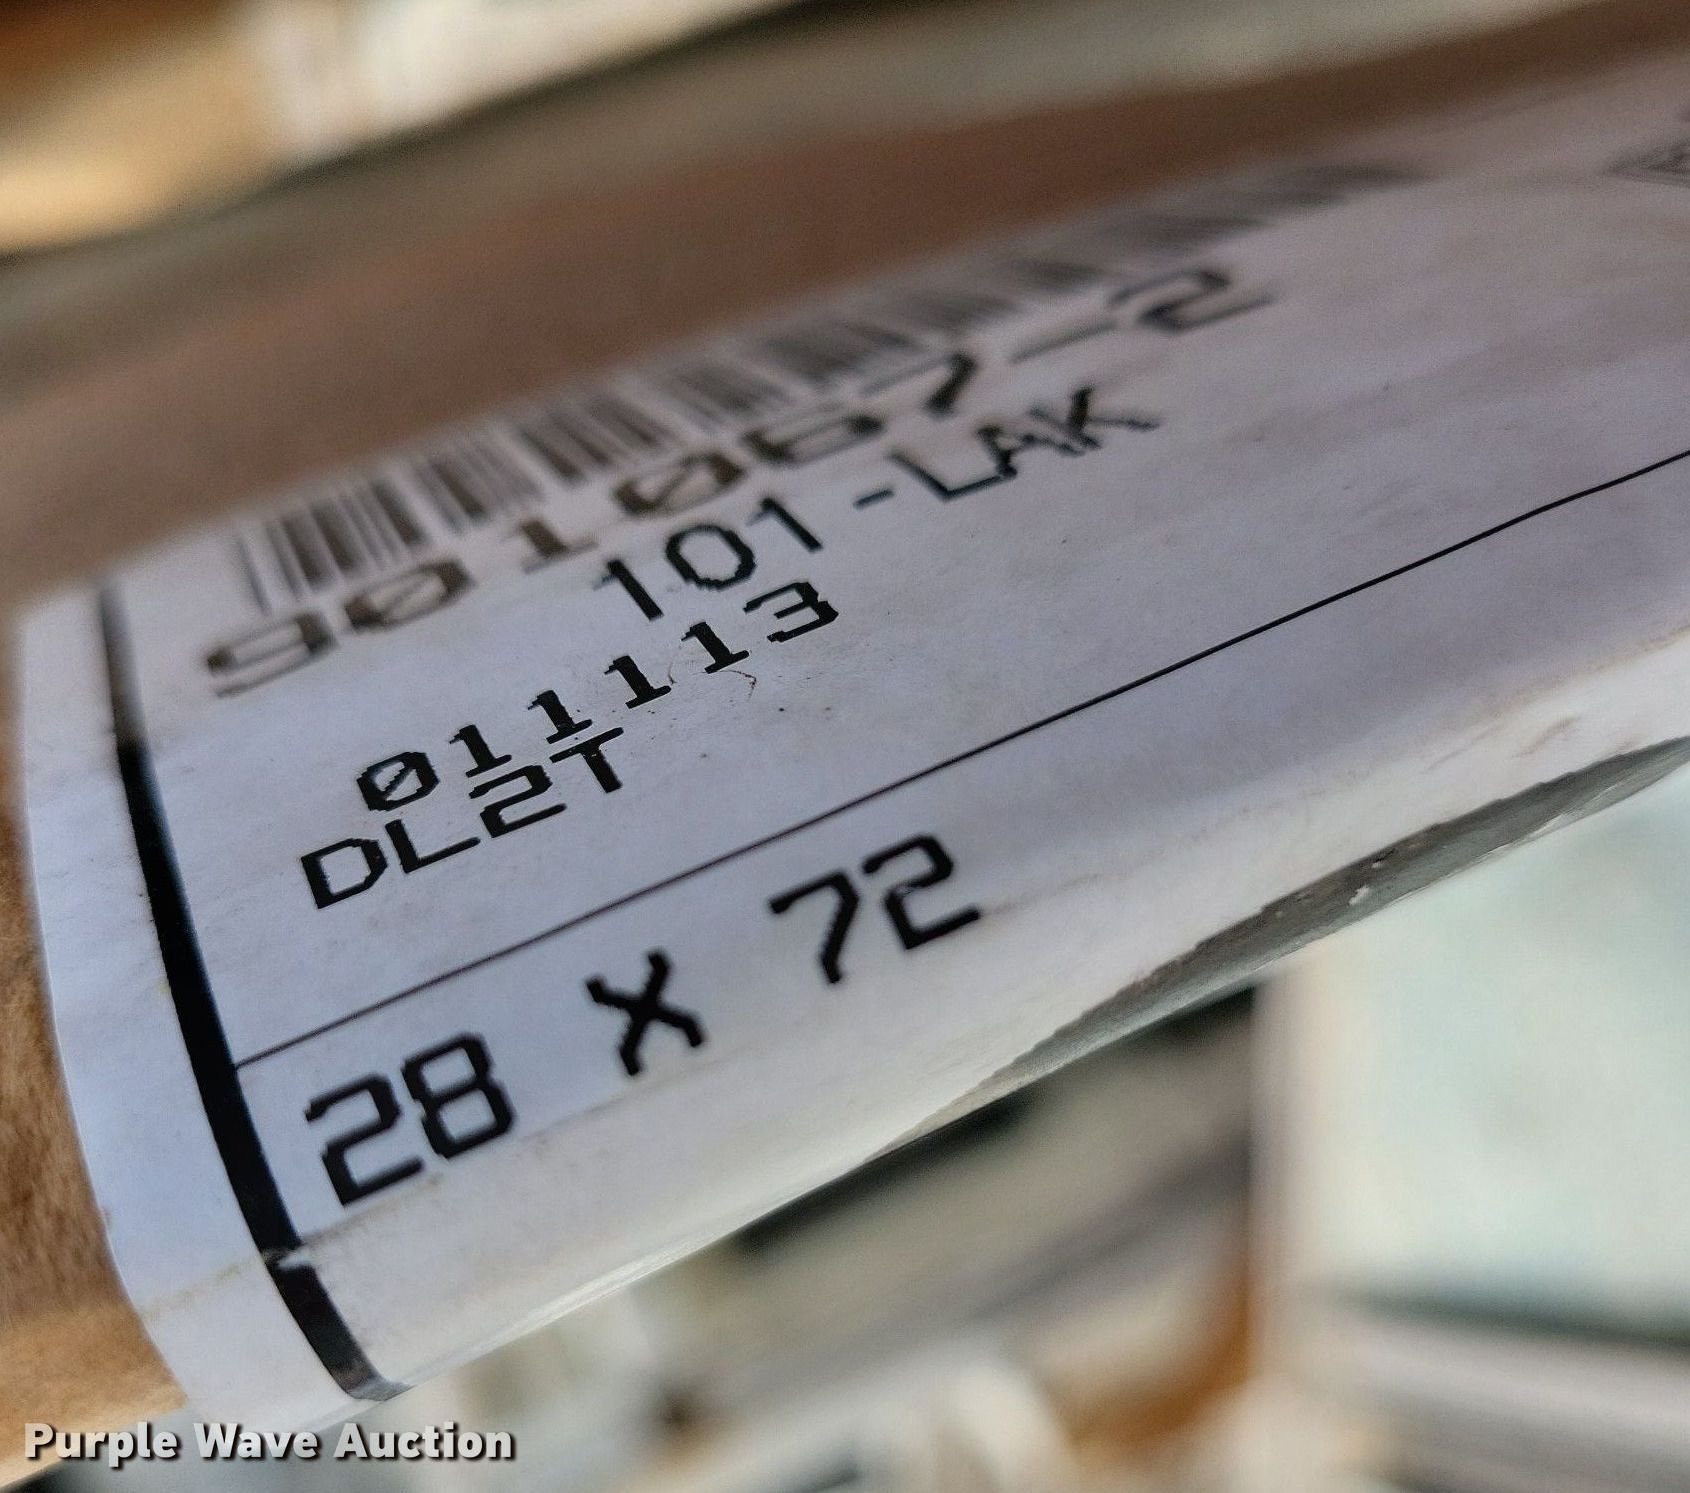 901067-2
101-LAK
011113
DL2T
28 X 72
Purple Wave Auction